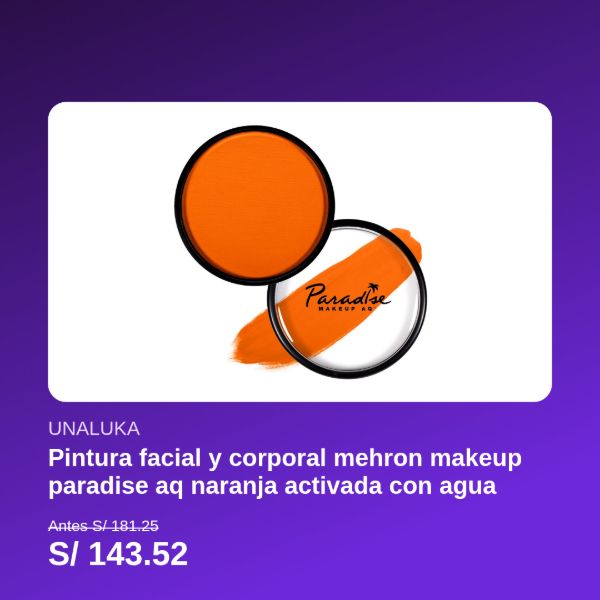 Paradise
MAKEUP AQ
UNALUKA
Pintura facial y corporal mehron makeup
paradise aq naranja activada con agua
Antes S/ 181.25
S/ 143.52